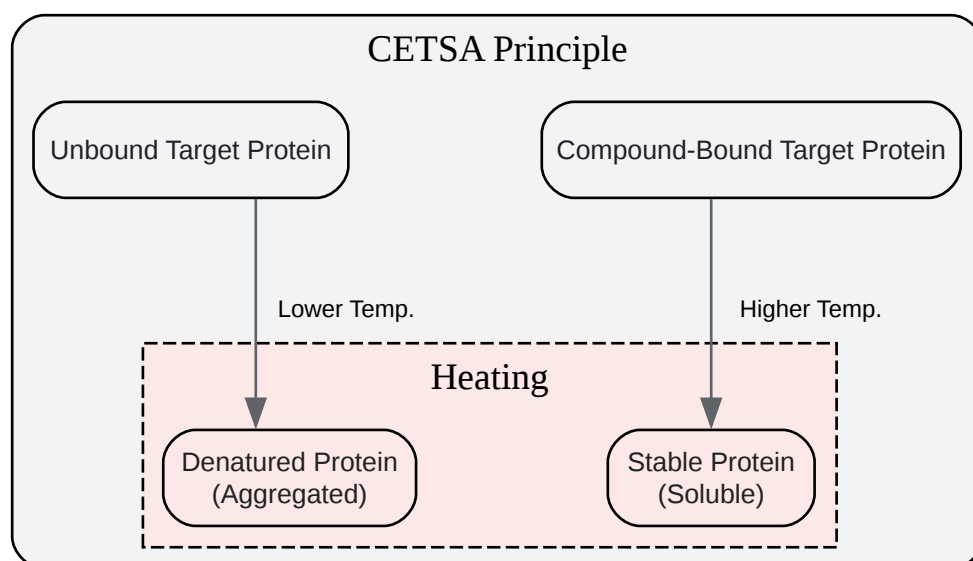 CETSA Principle
Unbound Target Protein
Compound-Bound Target Protein
Lower Temp.
Higher Temp.
Heating
Denatured Protein
(Aggregated)
Stable Protein
(Soluble)